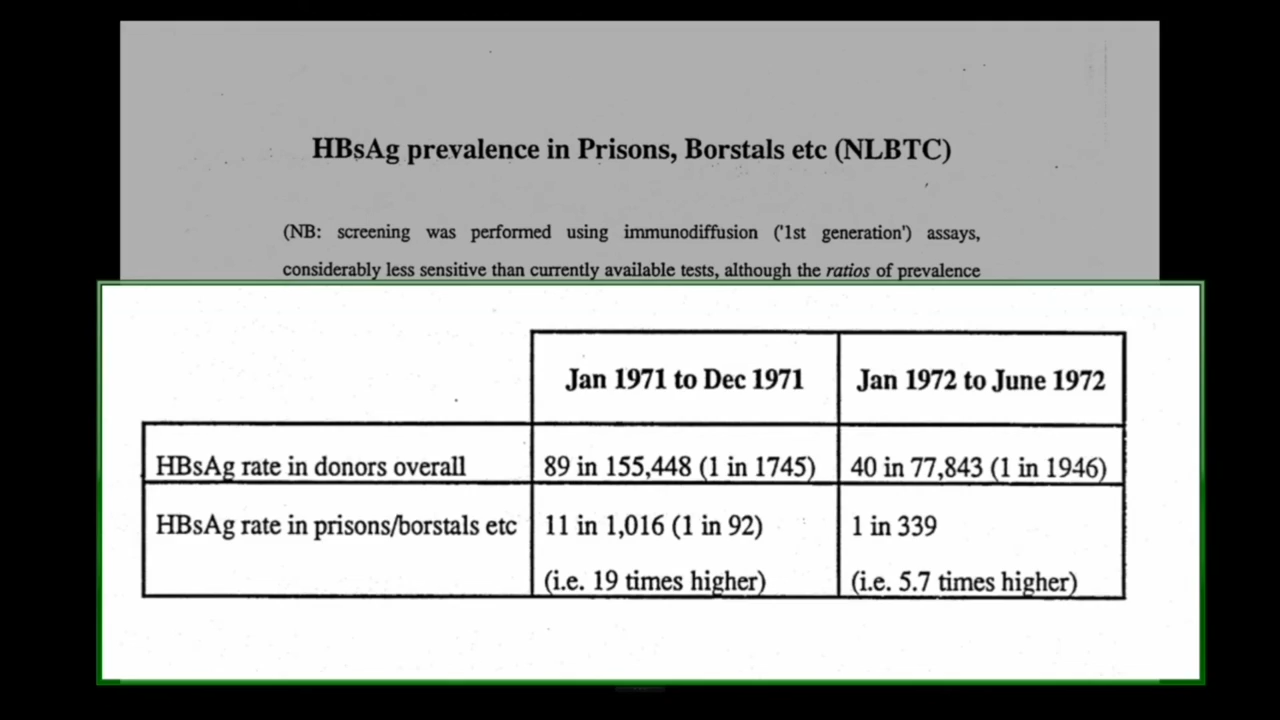 HBsAg prevalence in Prisons, Borstals etc (NLBTC)
(NB: screening was performed using immunodiffusion ('1st generation') assays,
considerably less sensitive than currently available tests, although the ratios of prevalence
Jan 1971 to Dec 1971 Jan 1972 to June 1972
HBsAg rate in donors overall 89 in 155,448 (1 in 1745) 40 in 77,843 (1 in 1946)
HBsAg rate in prisons/borstals etc 11 in 1,016 (1 in 92) 1 in 339
(i.e. 19 times higher) (i.e. 5.7 times higher)